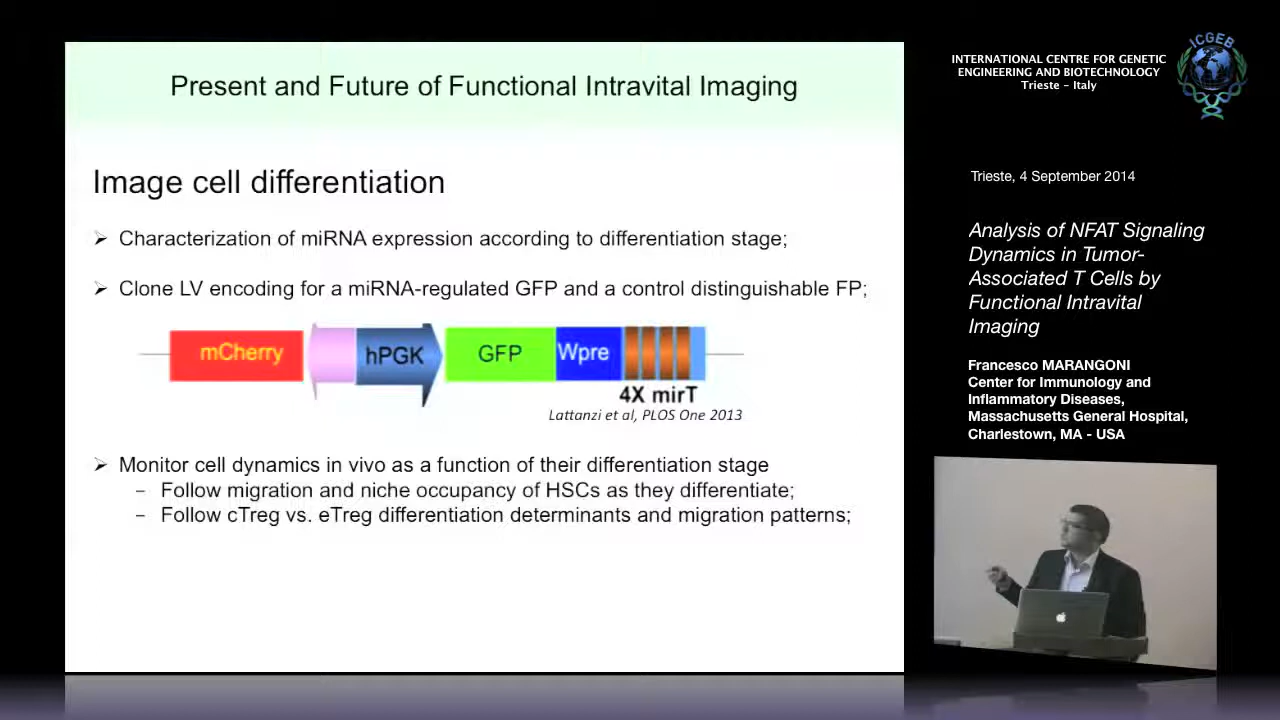 Present and Future of Functional Intravital Imaging
Image cell differentiation
➢ Characterization of miRNA expression according to differentiation stage;
➢ Clone LV encoding for a miRNA-regulated GFP and a control distinguishable FP;
mCherry
hPGK
GFP
Wpre
4X mirT
Lattanzi et al, PLOS One 2013
➢ Monitor cell dynamics in vivo as a function of their differentiation stage
– Follow migration and niche occupancy of HSCs as they differentiate;
– Follow cTreg vs. eTreg differentiation determinants and migration patterns;
INTERNATIONAL CENTRE FOR GENETIC
ENGINEERING AND BIOTECHNOLOGY
Trieste – Italy
ICGEB
Trieste, 4 September 2014
Analysis of NFAT Signaling
Dynamics in Tumor-
Associated T Cells by
Functional Intravital
Imaging
Francesco MARANGONI
Center for Immunology and
Inflammatory Diseases,
Massachusetts General Hospital,
Charlestown, MA - USA